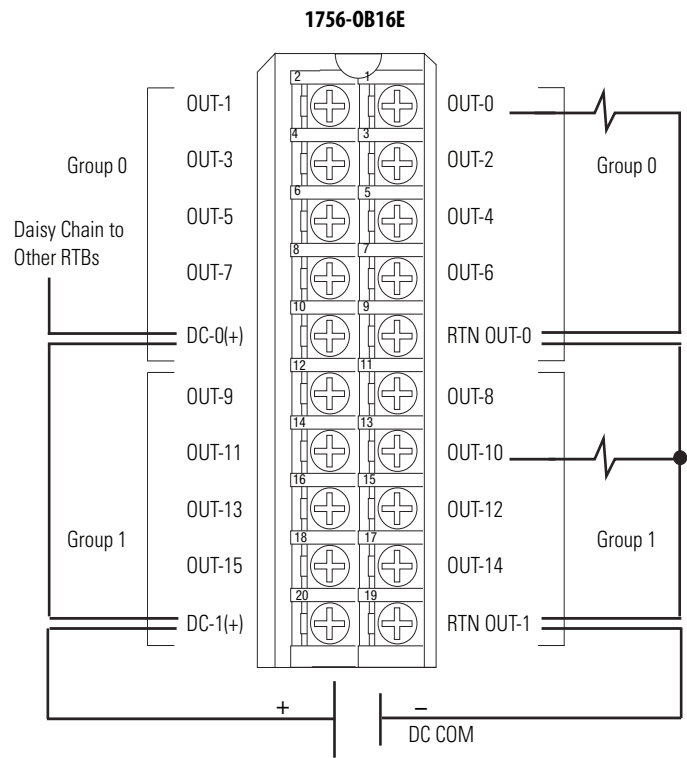 1756-OB16E
2 1
OUT-1 OUT-0
4 3
Group 0 OUT-3 OUT-2 Group 0
6 5
OUT-5 OUT-4
Daisy Chain to
Other RTBs
8 7
OUT-7 OUT-6
10 9
DC-0(+) RTN OUT-0
12 11
OUT-9 OUT-8
14 13
OUT-11 OUT-10
16 15
OUT-13 OUT-12
Group 1 Group 1
18 17
OUT-15 OUT-14
20 19
DC-1(+) RTN OUT-1
+ –
DC COM